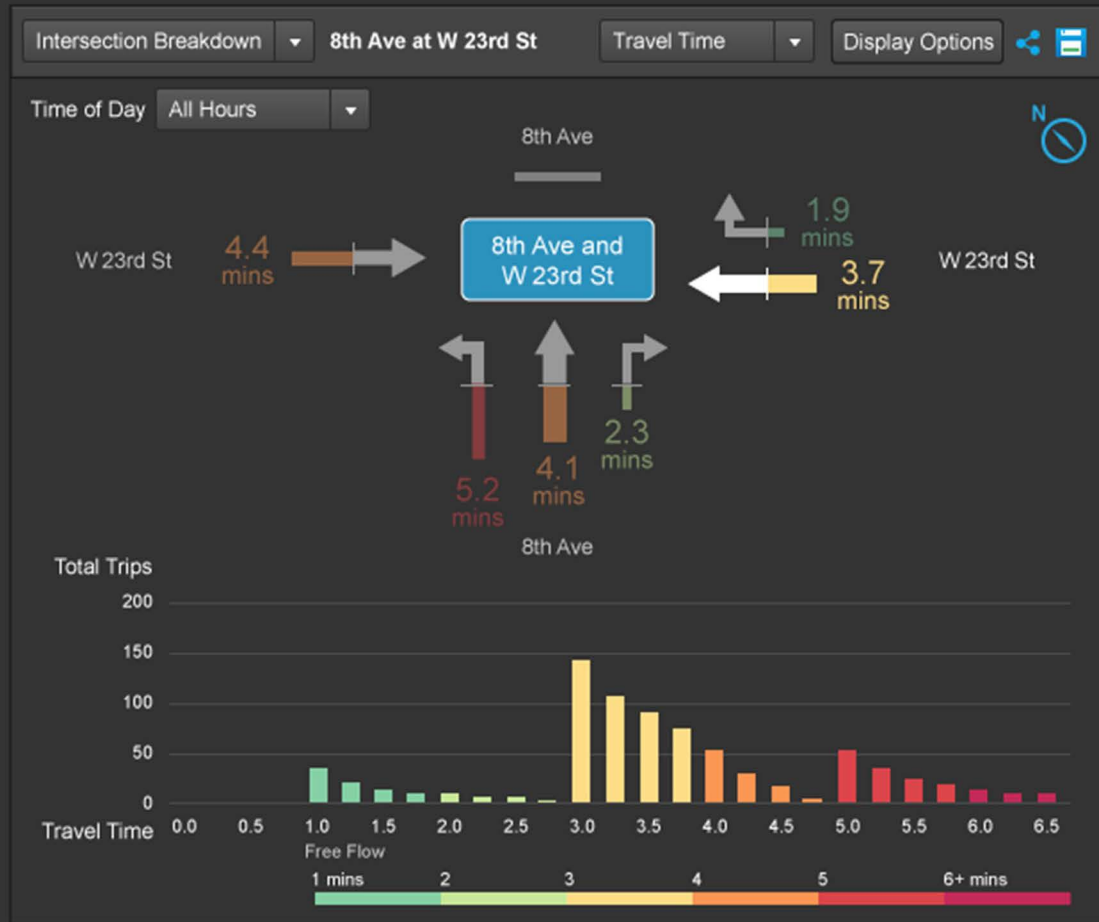 Intersection Breakdown 8th Ave at W 23rd St Travel Time Display Options
Time of Day All Hours
N
8th Ave
1.9
mins
W 23rd St
4.4
mins
8th Ave and
W 23rd St
3.7
mins
W 23rd St
2.3
mins
4.1
mins
5.2
mins
8th Ave
Total Trips
200
150
100
50
0
Travel Time 0.0 0.5 1.0 1.5 2.0 2.5 3.0 3.5 4.0 4.5 5.0 5.5 6.0 6.5
Free Flow
1 mins 2 3 4 5 6+ mins